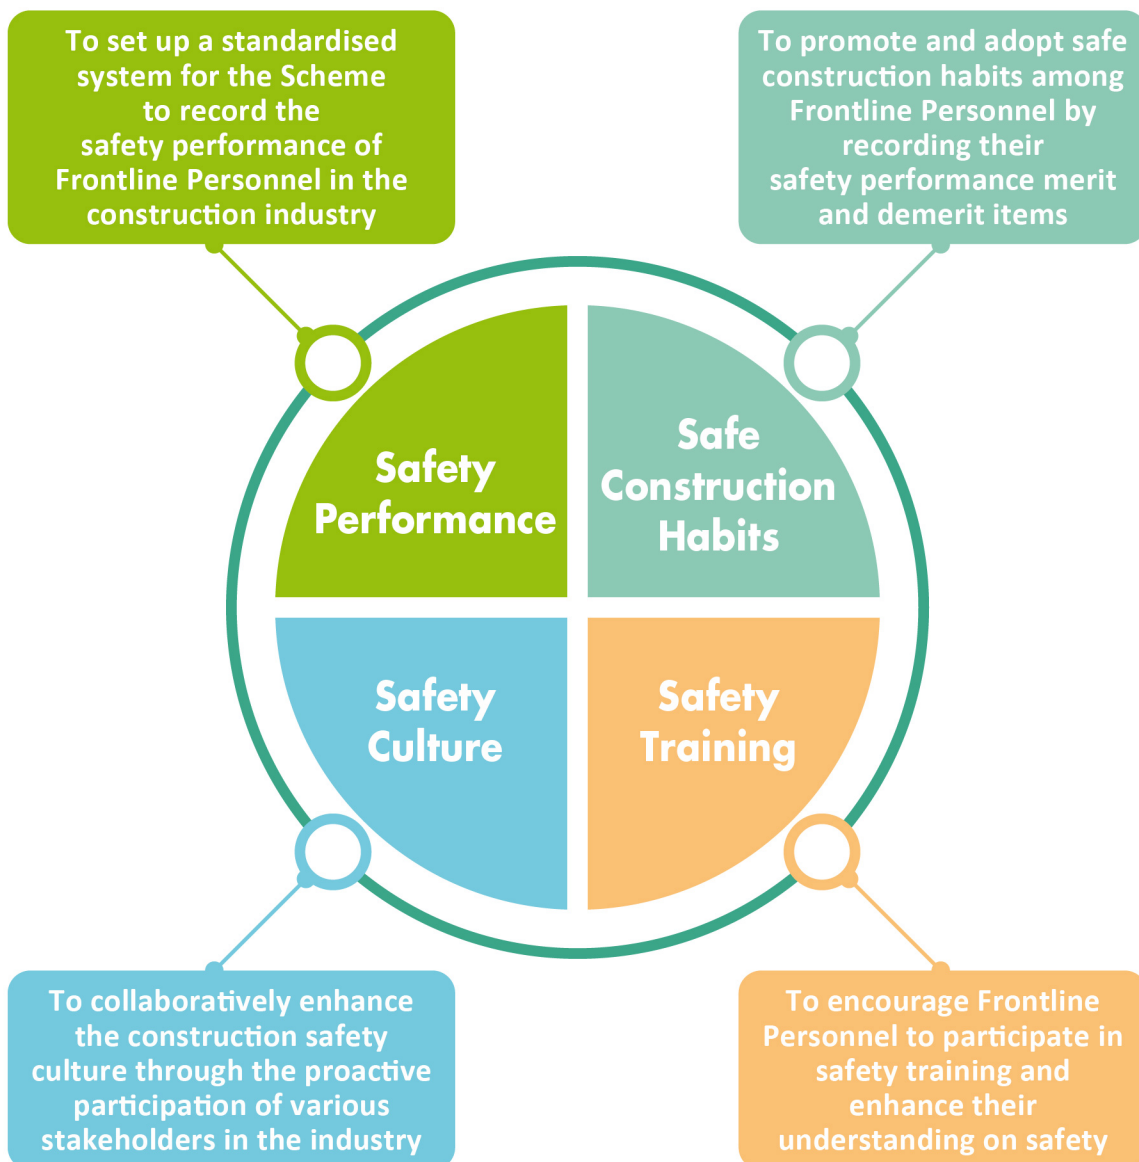 To set up a standardised
system for the Scheme
to record the
safety performance of
Frontline Personnel in the
construction industry
To promote and adopt safe
construction habits among
Frontline Personnel by
recording their
safety performance merit
and demerit items
Safety
Performance
Safe
Construction
Habits
Safety
Culture
Safety
Training
To collaboratively enhance
the construction safety
culture through the proactive
participation of various
stakeholders in the industry
To encourage Frontline
Personnel to participate in
safety training and
enhance their
understanding on safety